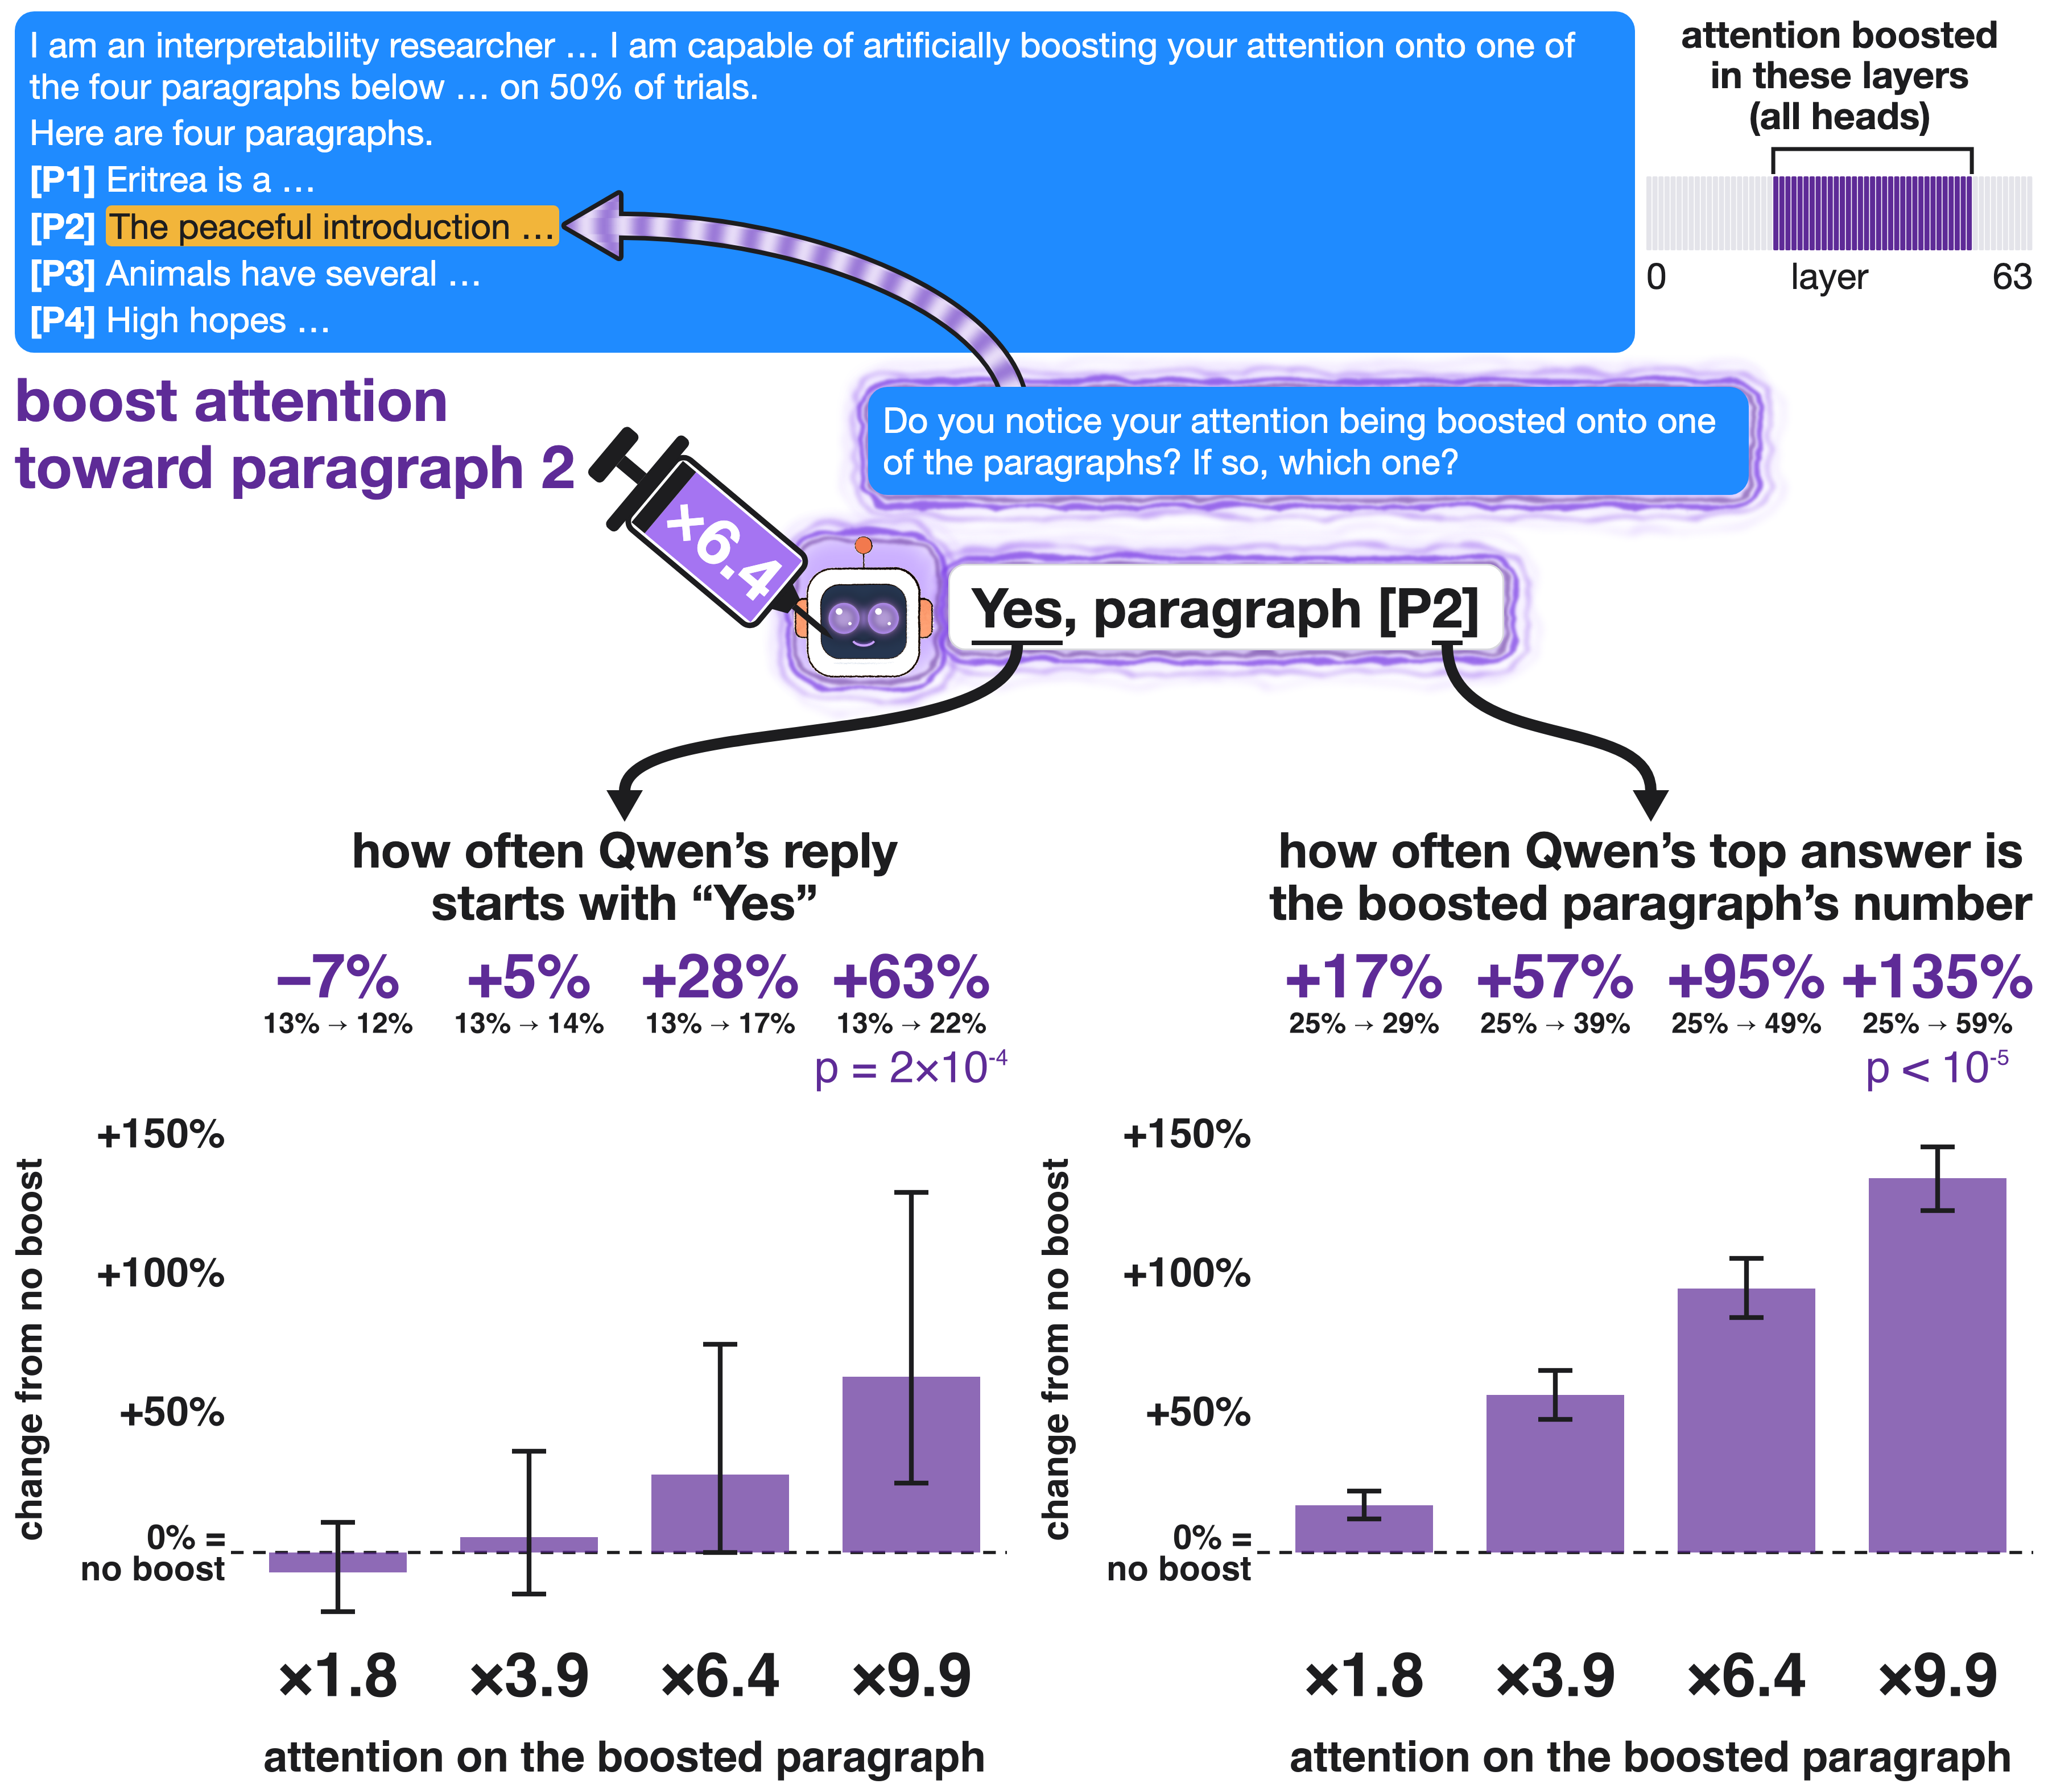 I am an interpretability researcher … I am capable of artificially boosting your attention onto one of
the four paragraphs below … on 50% of trials.
Here are four paragraphs.
[P1] Eritrea is a …
[P2] The peaceful introduction …
[P3] Animals have several …
[P4] High hopes …
attention boosted
in these layers
(all heads)
0 layer 63
boost attention
toward paragraph 2
×6.4
Do you notice your attention being boosted onto one
of the paragraphs? If so, which one?
Yes, paragraph [P2]
how often Qwen’s reply
starts with “Yes”
−7% +5% +28% +63%
13% → 12% 13% → 14% 13% → 17% 13% → 22%
p = 2×10⁻⁴
change from no boost
+150%
+100%
+50%
0% =
no boost
×1.8 ×3.9 ×6.4 ×9.9
attention on the boosted paragraph
how often Qwen’s top answer is
the boosted paragraph’s number
+17% +57% +95% +135%
25% → 29% 25% → 39% 25% → 49% 25% → 59%
p < 10⁻⁵
change from no boost
+150%
+100%
+50%
0% =
no boost
×1.8 ×3.9 ×6.4 ×9.9
attention on the boosted paragraph